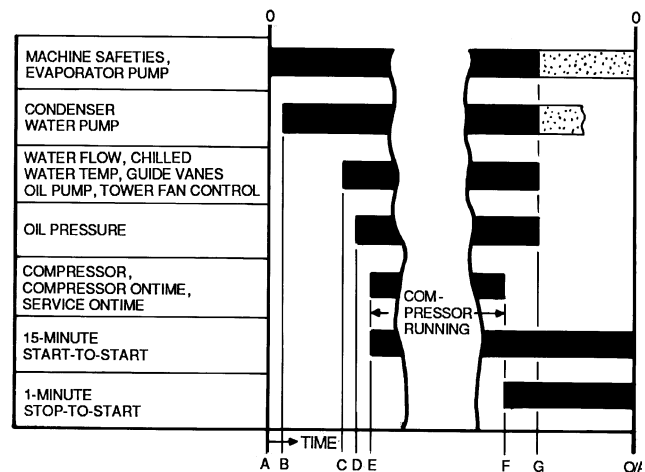 0
0
MACHINE SAFETIES,
EVAPORATOR PUMP
CONDENSER
WATER PUMP
WATER FLOW, CHILLED
WATER TEMP, GUIDE VANES
OIL PUMP, TOWER FAN CONTROL
OIL PRESSURE
COMPRESSOR,
COMPRESSOR ONTIME,
SERVICE ONTIME
COM-
PRESSOR
RUNNING
15-MINUTE
START-TO-START
1-MINUTE
STOP-TO-START
TIME
A B C D E F G O/A